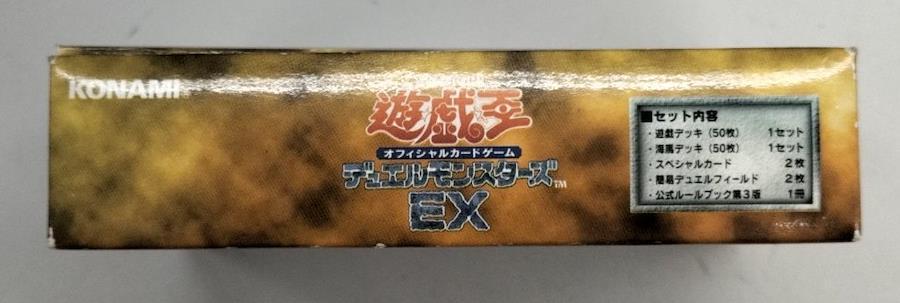 KONAMI
遊戯王
オフィシャルカードゲーム
デュエルモンスターズ™
EX
■セット内容
・遊戯デッキ（50枚） 1セット
・海馬デッキ（50枚） 1セット
・スペシャルカード 2枚
・簡易デュエルフィールド 2枚
・公式ルールブック第3版 1冊